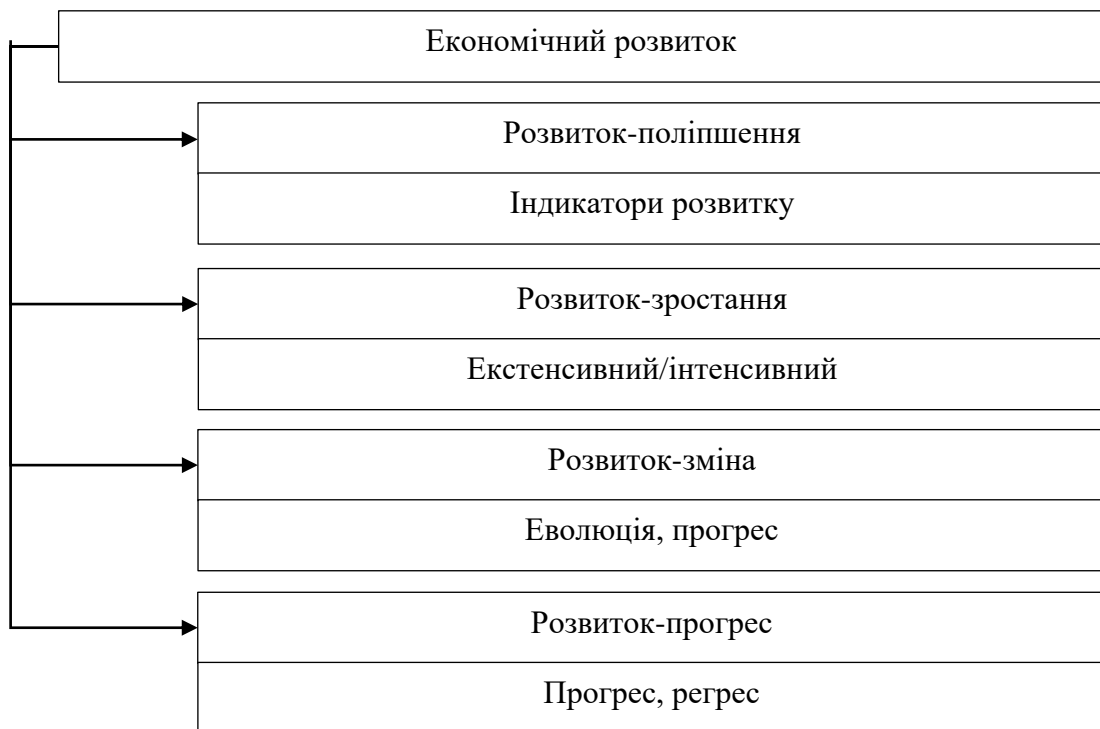 Економічний розвиток
Розвиток-поліпшення
Індикатори розвитку
Розвиток-зростання
Екстенсивний/інтенсивний
Розвиток-зміна
Еволюція, прогрес
Розвиток-прогрес
Прогрес, регрес